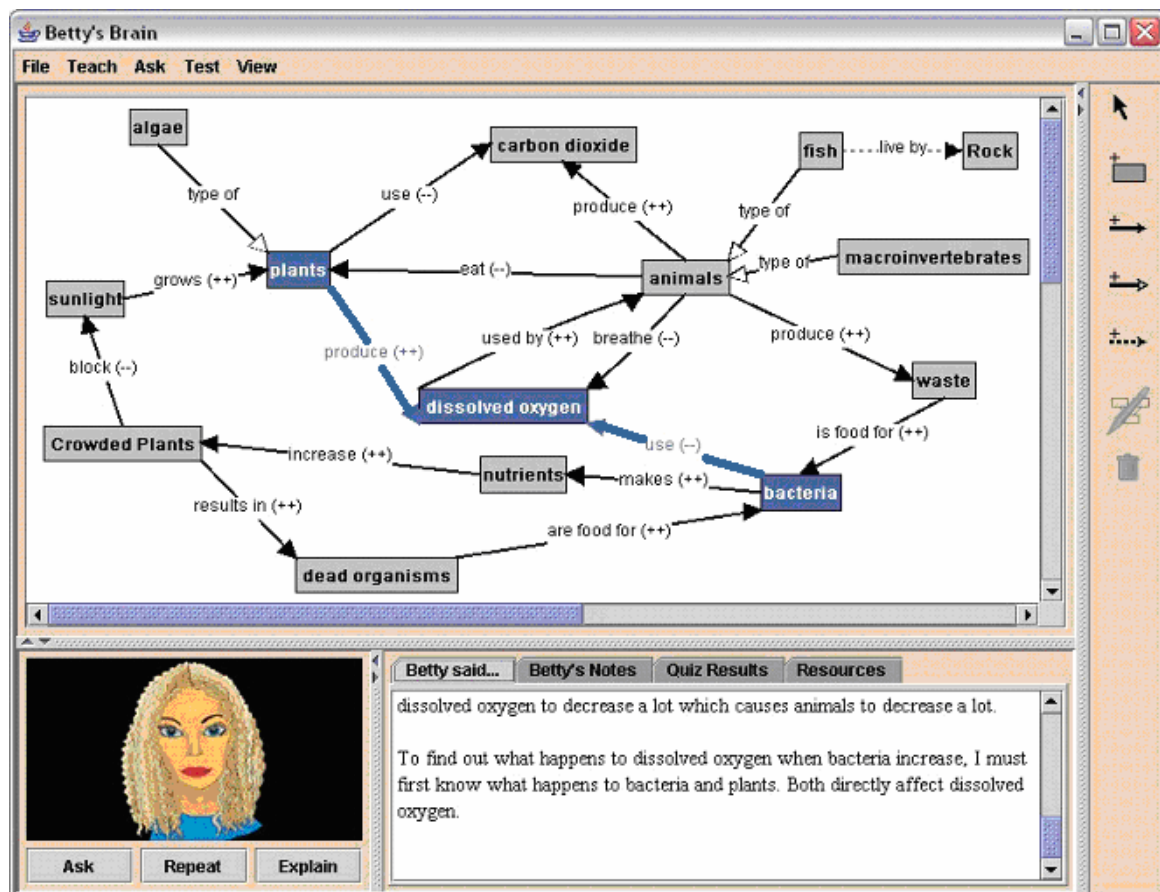 Betty's Brain
File Teach Ask Test View
algae
carbon dioxide
fish
live by
Rock
type of
use (--)
produce (++)
type of
plants
eat (--)
animals
type of
macroinvertebrates
sunlight
grows (++)
used by (++)
breathe (--)
produce (++)
produce (++)
block (--)
waste
dissolved oxygen
Crowded Plants
increase (++)
use (--)
is food for (++)
nutrients
makes (++)
bacteria
results in (++)
are food for (++)
dead organisms
Betty said... Betty's Notes Quiz Results Resources
dissolved oxygen to decrease a lot which causes animals to decrease a lot.
To find out what happens to dissolved oxygen when bacteria increase, I must
first know what happens to bacteria and plants. Both directly affect dissolved
oxygen.
Ask Repeat Explain